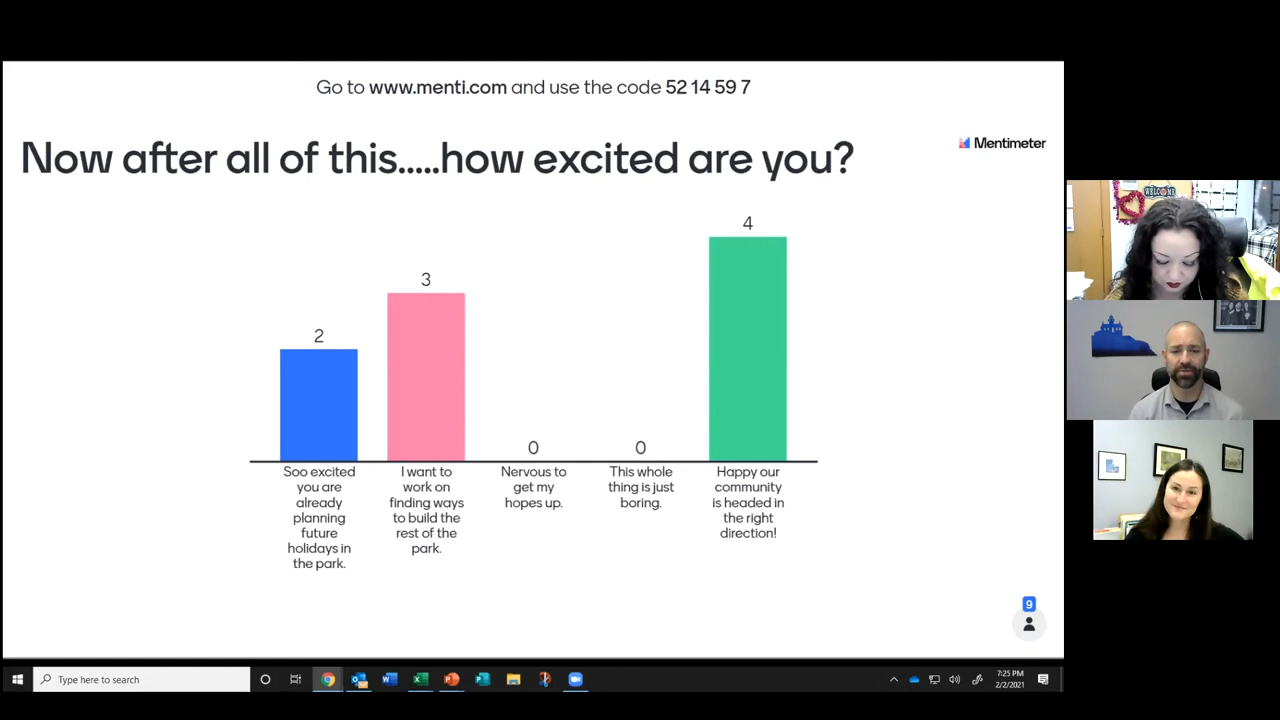 Go to www.menti.com and use the code 52 14 59 7
Now after all of this.....how excited are you?
Mentimeter
2
3
0
0
4
Soo excited
you are
already
planning
future
holidays in
the park.
I want to
work on
finding ways
to build the
rest of the
park.
Nervous to
get my
hopes up.
This whole
thing is just
boring.
Happy our
community
is headed in
the right
direction!
WELCOME
9
Type here to search
7:25 PM
2/2/2021